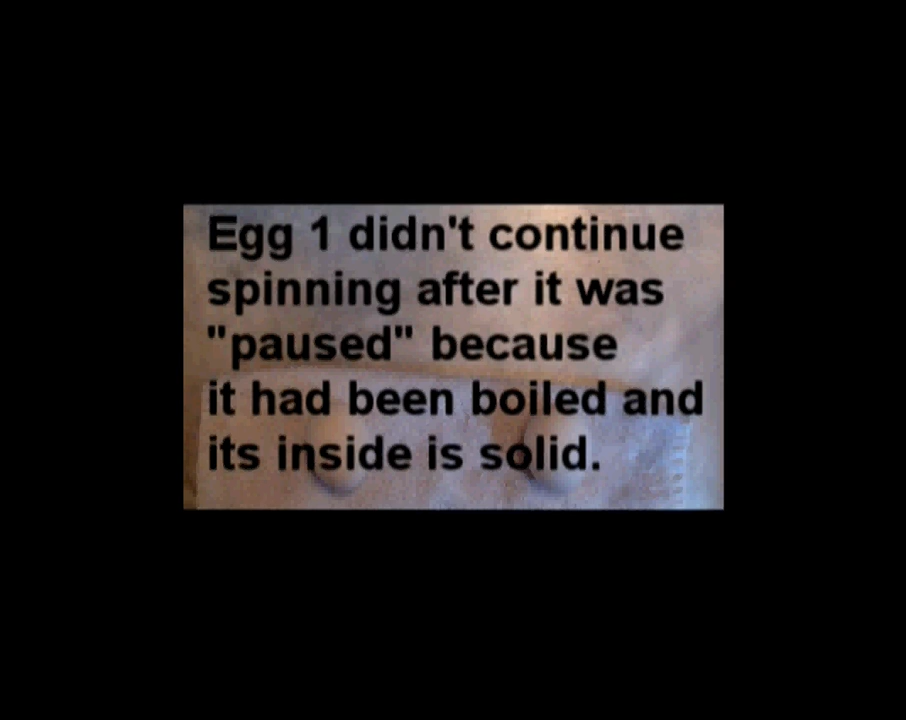 Egg 1 didn't continue
spinning after it was
"paused" because
it had been boiled and
its inside is solid.